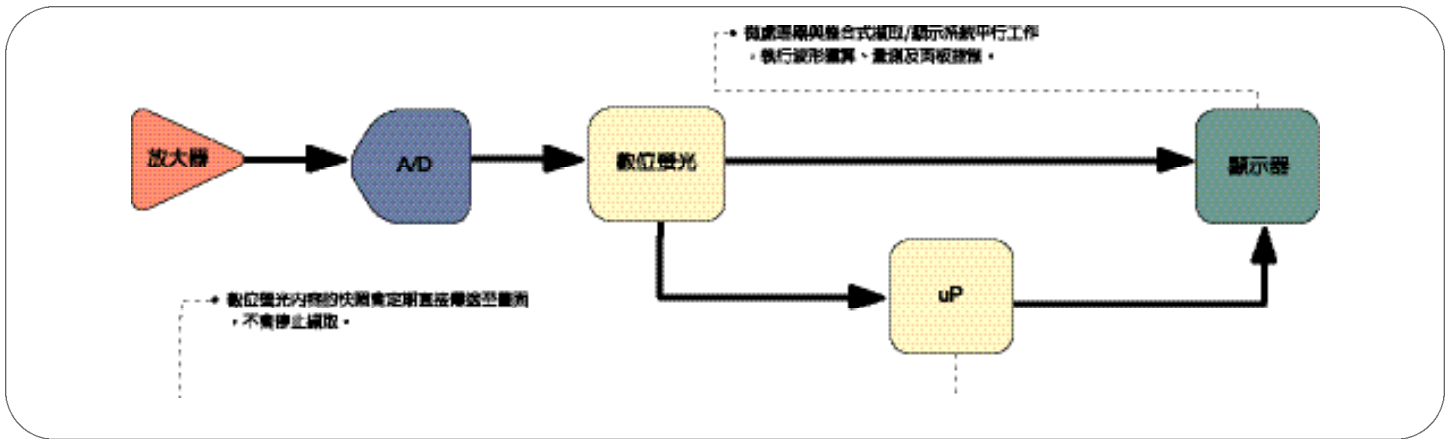 微處理器與整合式擷取/顯示系統平行工作
，執行波形運算、量測及面板控制。
放大器
A/D
數位螢光
顯示器
uP
數位螢光內容的快照會定期直接傳送至畫面
，不會停止擷取。